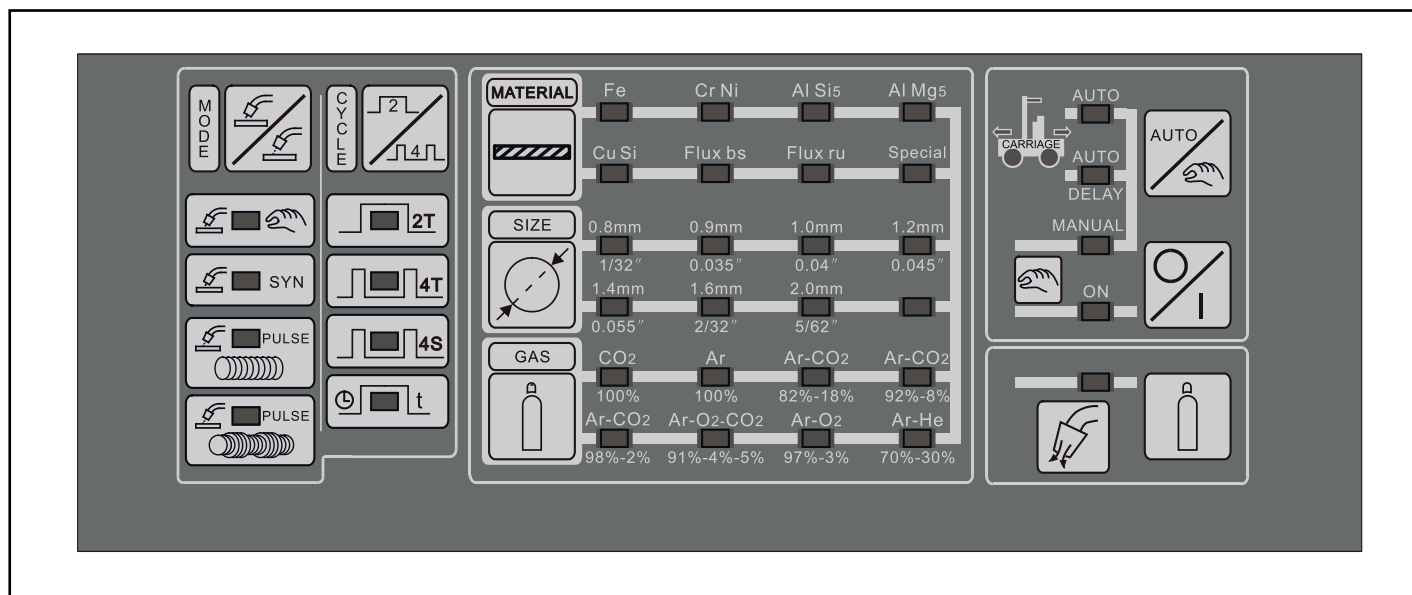 MODE
2
4
SYN
PULSE
PULSE
CYCLE
2T
4T
4S
t
MATERIAL
Fe Cr Ni Al Si5 Al Mg5
Cu Si Flux bs Flux ru Special
SIZE
0.8mm 0.9mm 1.0mm 1.2mm
1/32″ 0.035″ 0.04″ 0.045″
1.4mm 1.6mm 2.0mm
0.055″ 2/32″ 5/62″
GAS
CO2 Ar Ar-CO2 Ar-CO2
100% 100% 82%-18% 92%-8%
Ar-CO2 Ar-O2-CO2 Ar-O2 Ar-He
98%-2% 91%-4%-5% 97%-3% 70%-30%
CARRIAGE
AUTO
AUTO
DELAY
MANUAL
ON
AUTO
I